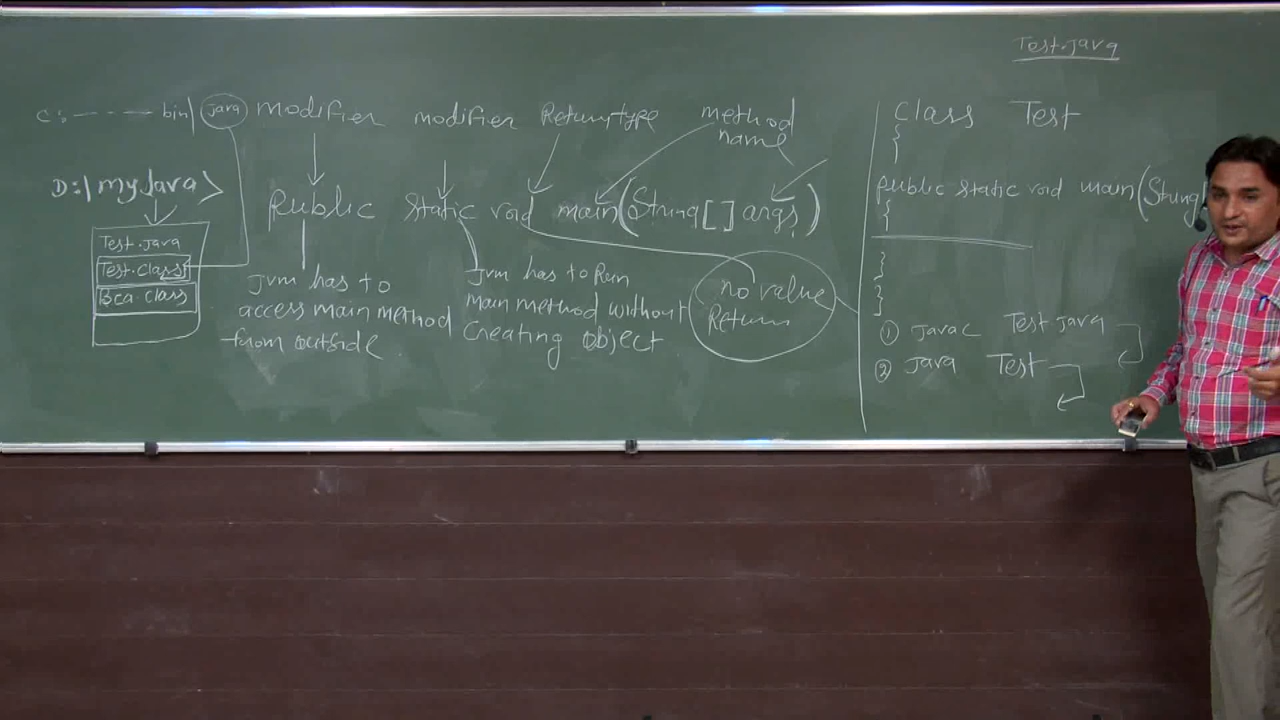 Test.java
c:------bin\java
modifier modifier Return type method name
D:\myJava>
public static void main(String[] args)
Test.java
Test.class
Bca.class
Jvm has to
access main method
from outside
Jvm has to Run
main method without
Creating object
no value
Return
Class Test
{
public static void main(String
{
}
}
① javac Test.java
② java Test